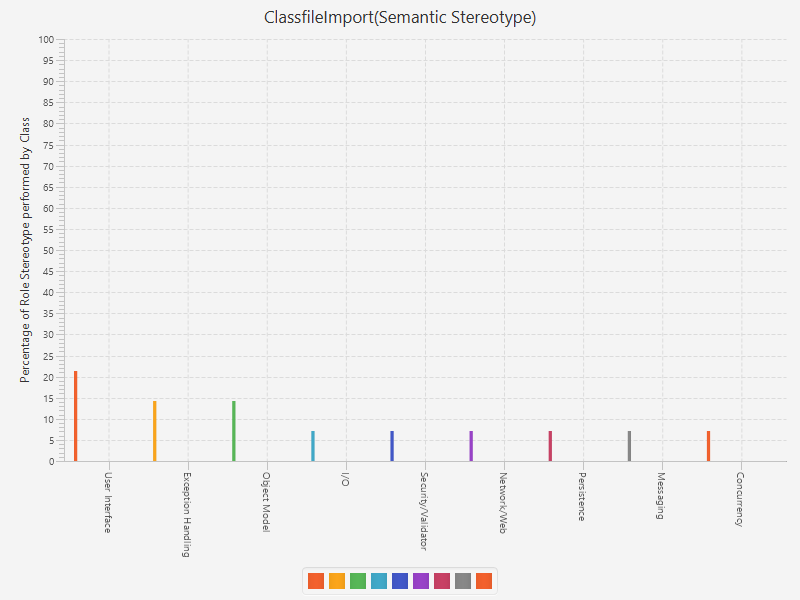 ClassfileImport(Semantic Stereotype)
Percentage of Role Stereotype performed by Class
100
95
90
85
80
75
70
65
60
55
50
45
40
35
30
25
20
15
10
5
0
User Interface
Exception Handling
Object Model
I/O
Security/Validator
Network/Web
Persistence
Messaging
Concurrency